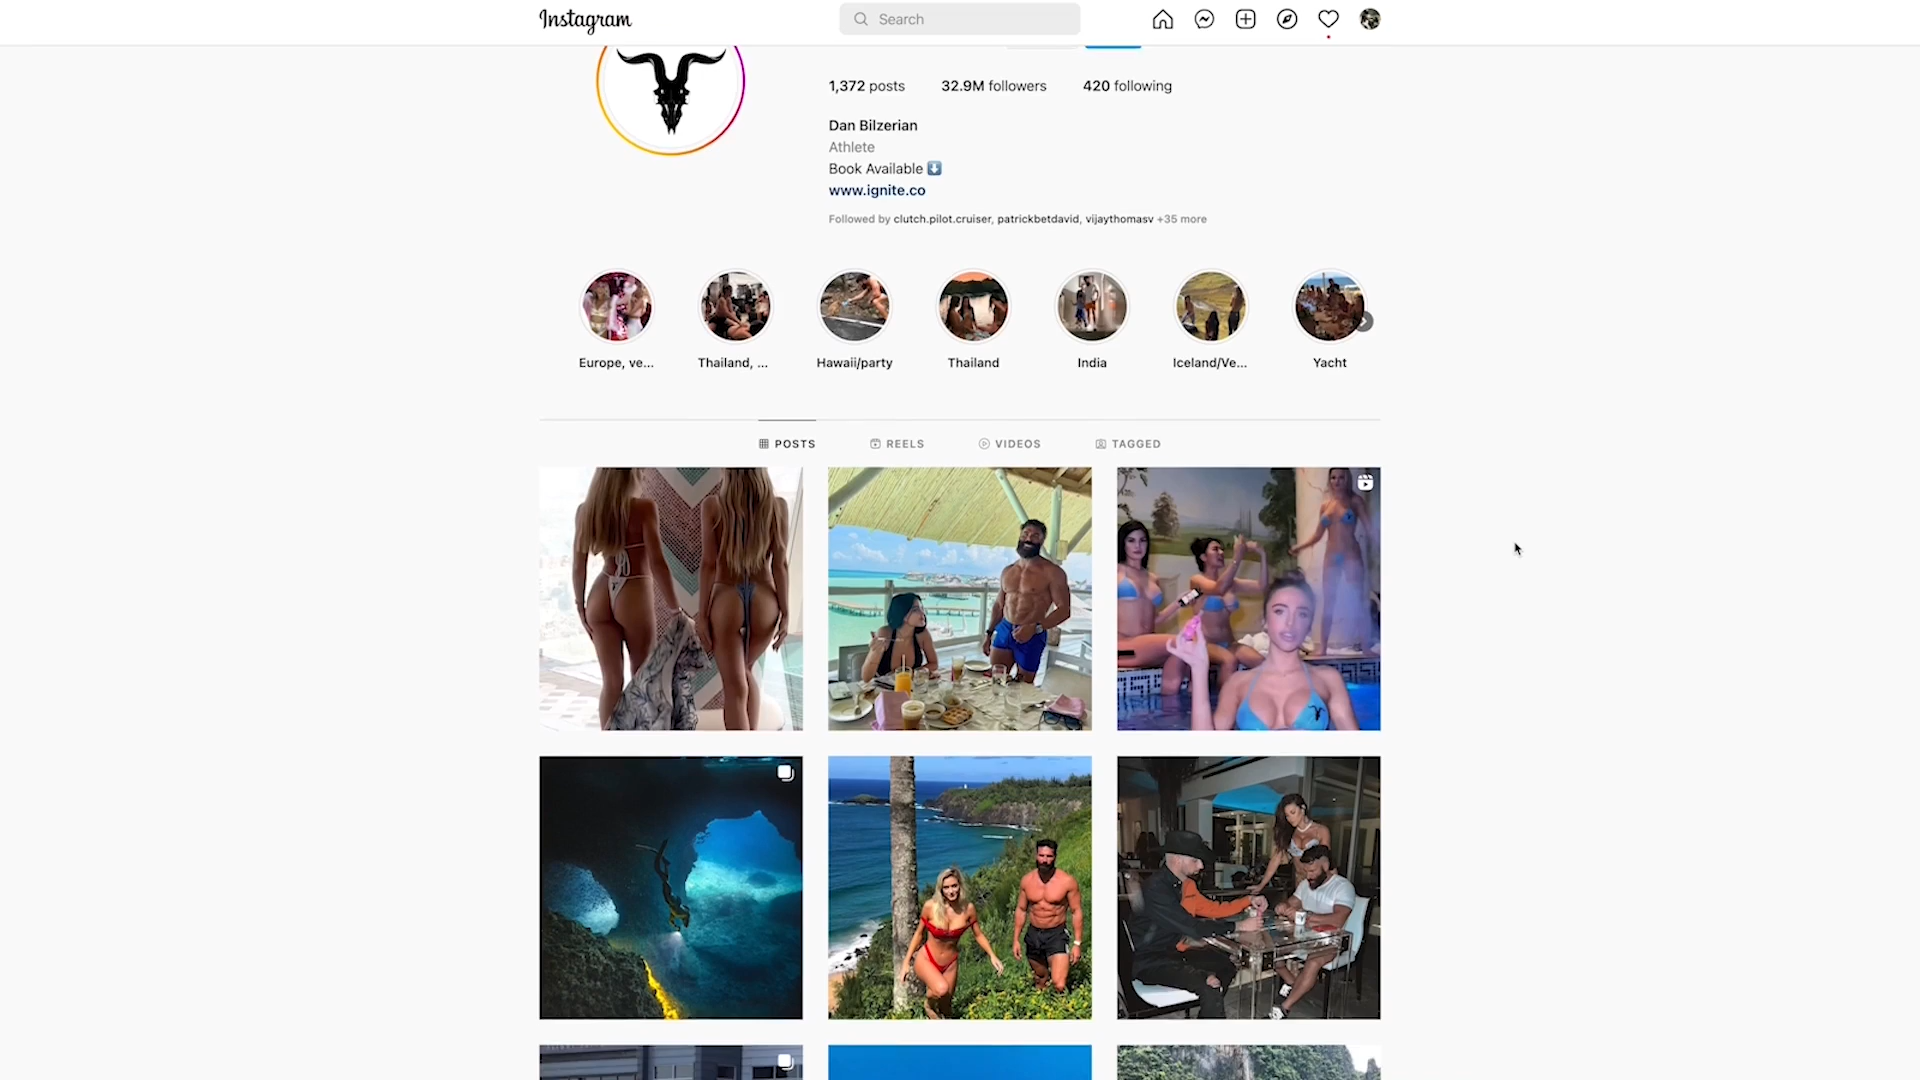 Instagram
Search
1,372 posts 32.9M followers 420 following
Dan Bilzerian
Athlete
Book Available ⬇️
www.ignite.co
Followed by clutch.pilot.cruiser, patrickbetdavid, vijaythomasv +35 more
Europe, ve... Thailand, ... Hawaii/party Thailand India Iceland/Ve... Yacht
POSTS REELS VIDEOS TAGGED